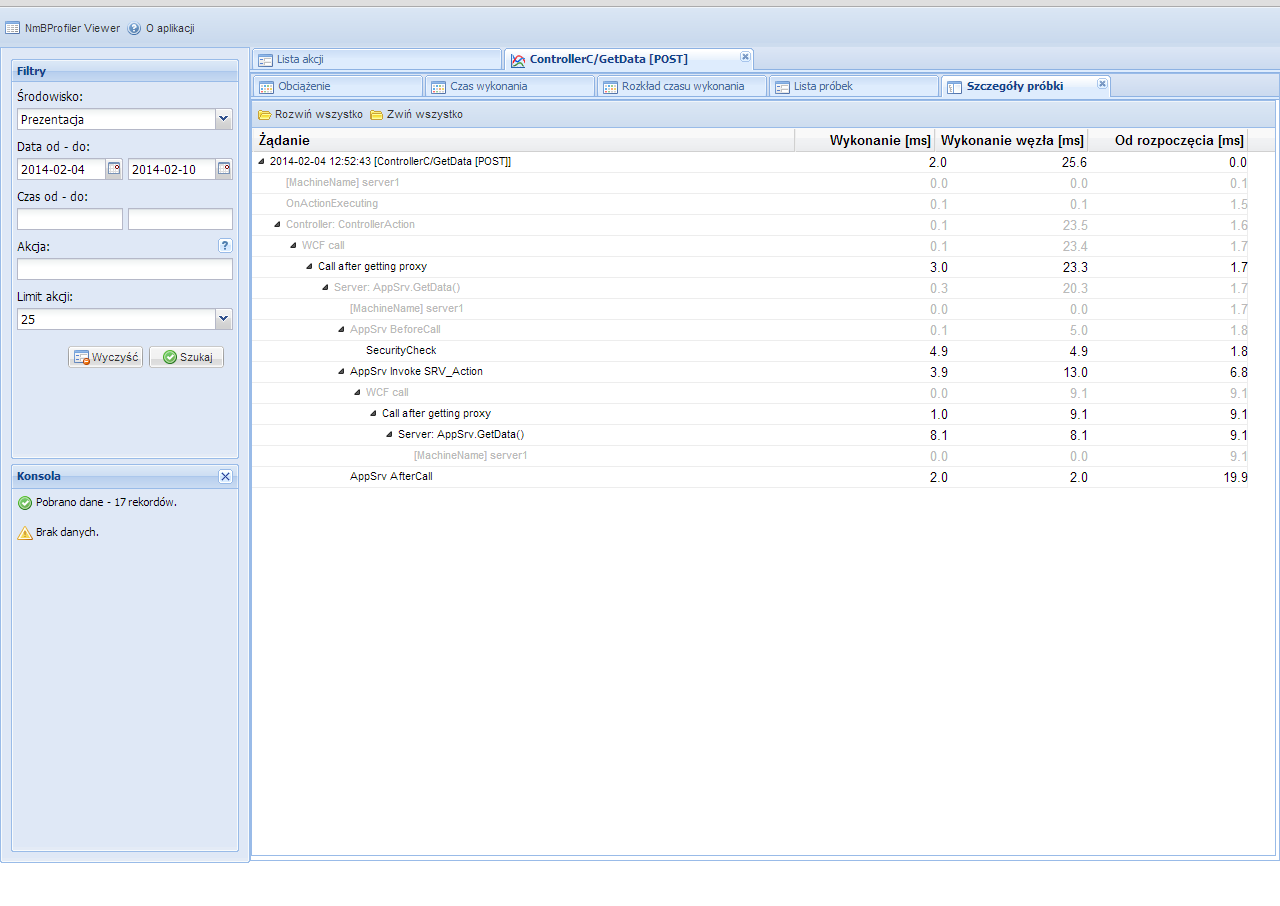 NmBProfiler Viewer O aplikacji
Filtry
Środowisko:
Prezentacja
Data od - do:
2014-02-04 2014-02-10
Czas od - do:
Akcja:
Limit akcji:
25
Wyczyść Szukaj
Konsola
Pobrano dane - 17 rekordów.
Brak danych.
Lista akcji ControllerC/GetData [POST]
Obciążenie Czas wykonania Rozkład czasu wykonania Lista próbek Szczegóły próbki
Rozwiń wszystko Zwiń wszystko
Żądanie Wykonanie [ms] Wykonanie węzła [ms] Od rozpoczęcia [ms]
2014-02-04 12:52:43 [ControllerC/GetData [POST]] 2.0 25.6 0.0
[MachineName] server1 0.0 0.0 0.1
OnActionExecuting 0.1 0.1 1.5
Controller: ControllerAction 0.1 23.5 1.6
WCF call 0.1 23.4 1.7
Call after getting proxy 3.0 23.3 1.7
Server: AppSrv.GetData() 0.3 20.3 1.7
[MachineName] server1 0.0 0.0 1.7
AppSrv BeforeCall 0.1 5.0 1.8
SecurityCheck 4.9 4.9 1.8
AppSrv Invoke SRV_Action 3.9 13.0 6.8
WCF call 0.0 9.1 9.1
Call after getting proxy 1.0 9.1 9.1
Server: AppSrv.GetData() 8.1 8.1 9.1
[MachineName] server1 0.0 0.0 9.1
AppSrv AfterCall 2.0 2.0 19.9